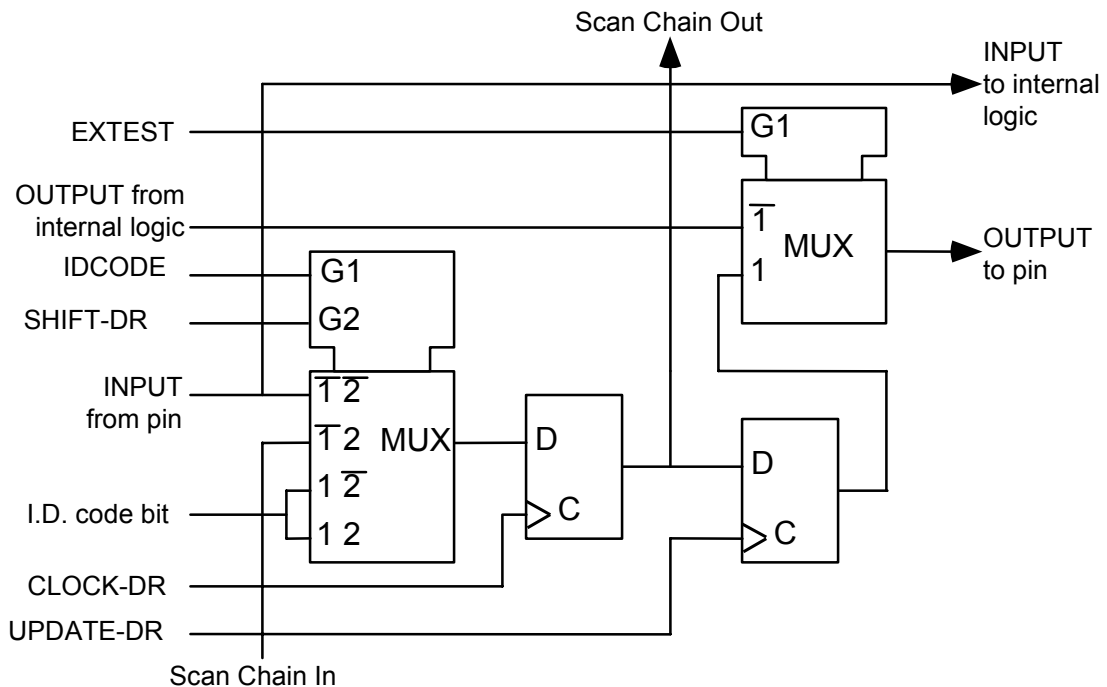 Scan Chain Out
INPUT
to internal
logic
EXTEST
G1
OUTPUT from
internal logic
1̅
MUX
1
OUTPUT
to pin
IDCODE
G1
SHIFT-DR
G2
INPUT
from pin
1̅ 2̅
1̅ 2
MUX
1 2̅
1 2
D
C
D
C
I.D. code bit
CLOCK-DR
UPDATE-DR
Scan Chain In